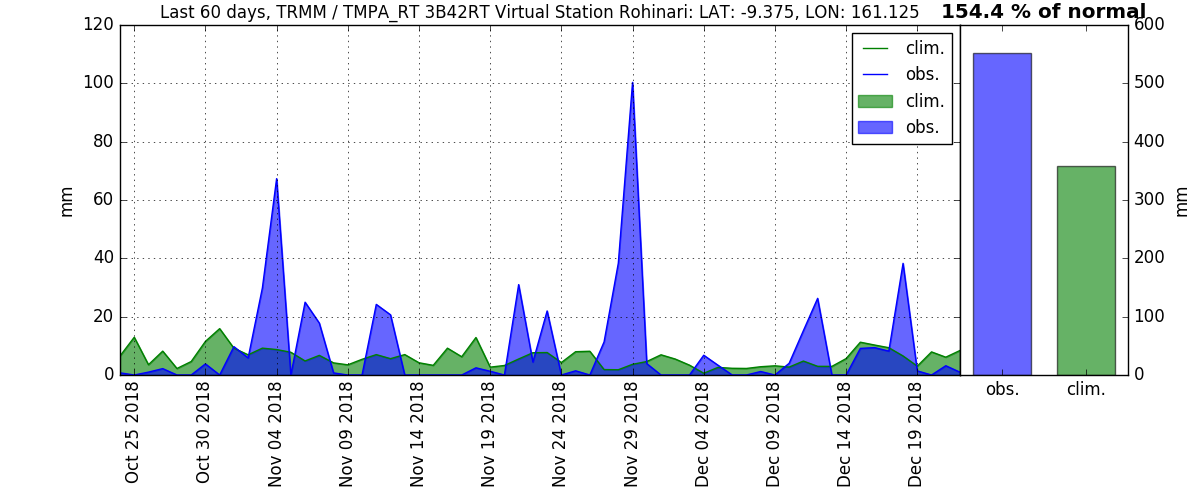 Last 60 days, TRMM / TMPA_RT 3B42RT Virtual Station Rohinari: LAT: -9.375, LON: 161.125
154.4 % of normal
120
100
80
60
40
20
0
mm
clim.
obs.
clim.
obs.
Oct 25 2018
Oct 30 2018
Nov 04 2018
Nov 09 2018
Nov 14 2018
Nov 19 2018
Nov 24 2018
Nov 29 2018
Dec 04 2018
Dec 09 2018
Dec 14 2018
Dec 19 2018
600
500
400
300
200
100
0
mm
obs.
clim.